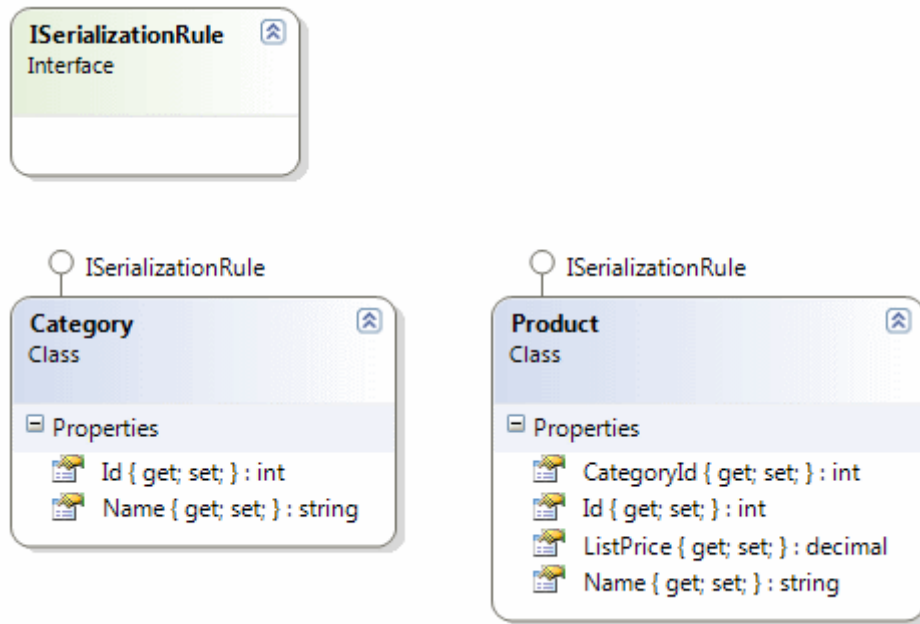 ISerializationRule
Interface
ISerializationRule
Category
Class
Properties
Id { get; set; } : int
Name { get; set; } : string
ISerializationRule
Product
Class
Properties
CategoryId { get; set; } : int
Id { get; set; } : int
ListPrice { get; set; } : decimal
Name { get; set; } : string